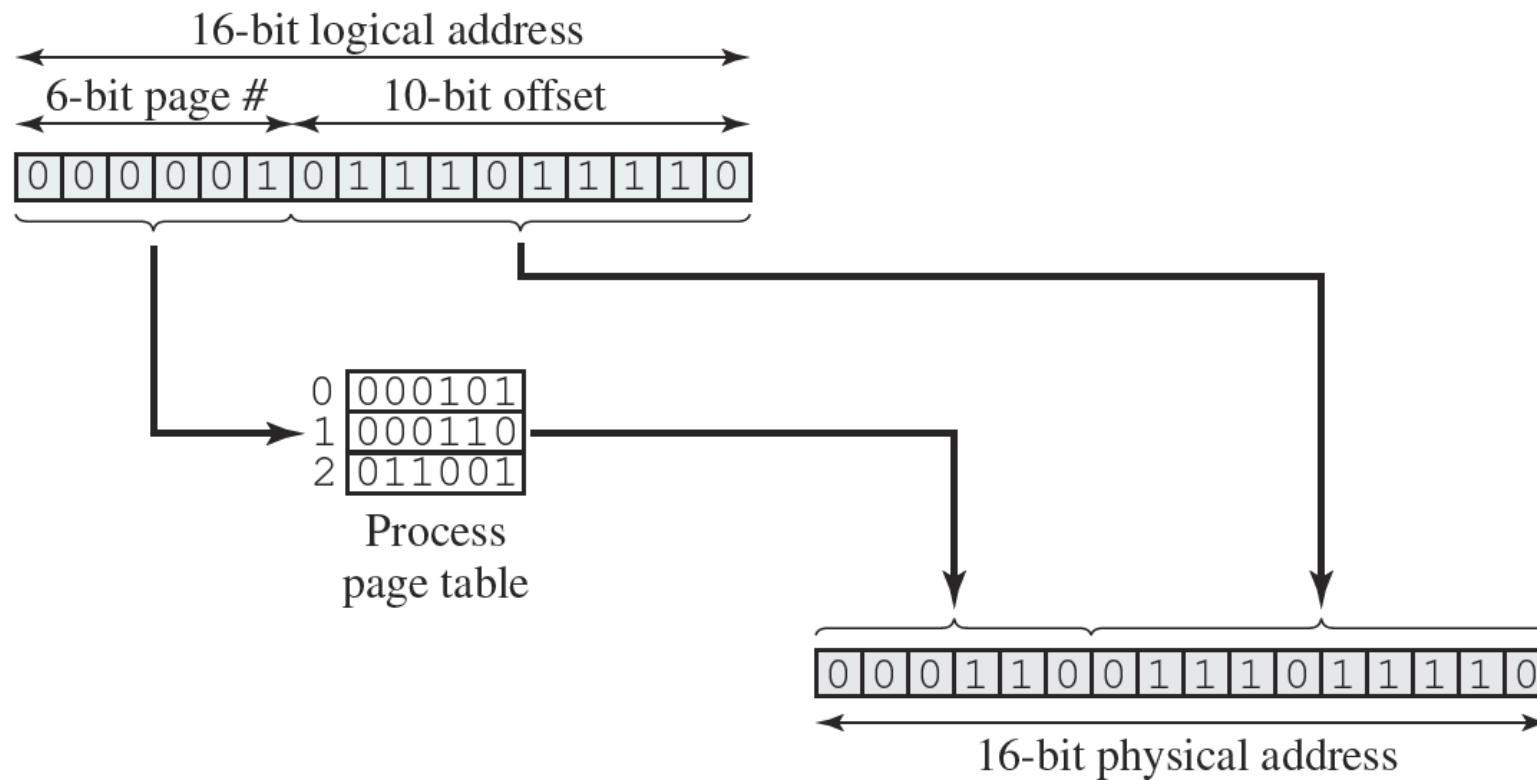 16-bit logical address
6-bit page # 10-bit offset
0 0 0 0 0 1 0 1 1 1 0 1 1 1 1 0
0 000101
1 000110
2 011001
Process
page table
0 0 0 1 1 0 0 1 1 1 0 1 1 1 1 0
16-bit physical address